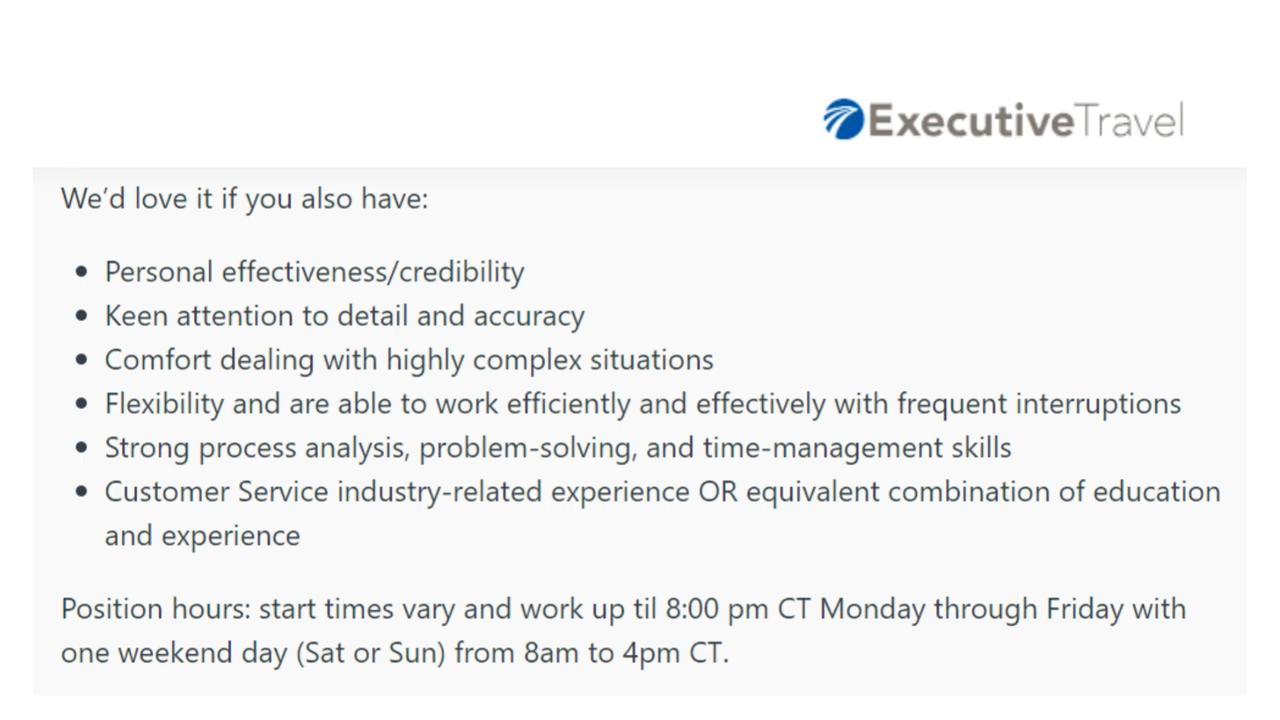 ExecutiveTravel
We’d love it if you also have:
• Personal effectiveness/credibility
• Keen attention to detail and accuracy
• Comfort dealing with highly complex situations
• Flexibility and are able to work efficiently and effectively with frequent interruptions
• Strong process analysis, problem-solving, and time-management skills
• Customer Service industry-related experience OR equivalent combination of education
and experience
Position hours: start times vary and work up til 8:00 pm CT Monday through Friday with
one weekend day (Sat or Sun) from 8am to 4pm CT.